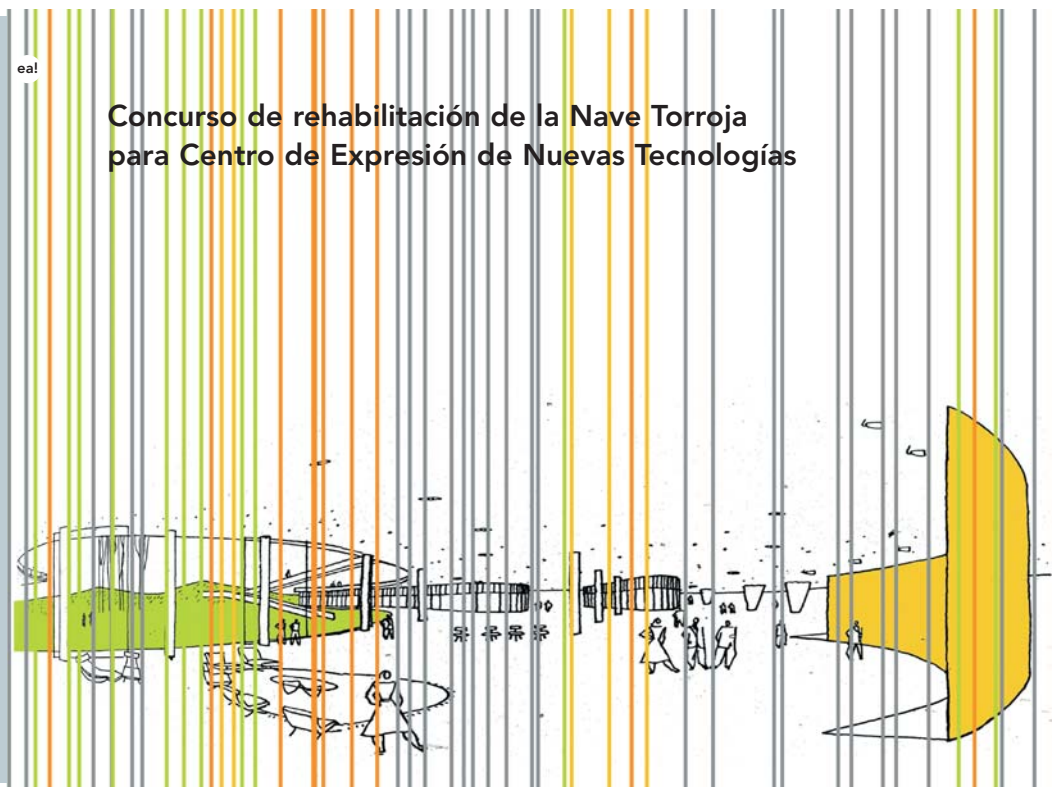 ea!
Concurso de rehabilitación de la Nave Torroja
para Centro de Expresión de Nuevas Tecnologías